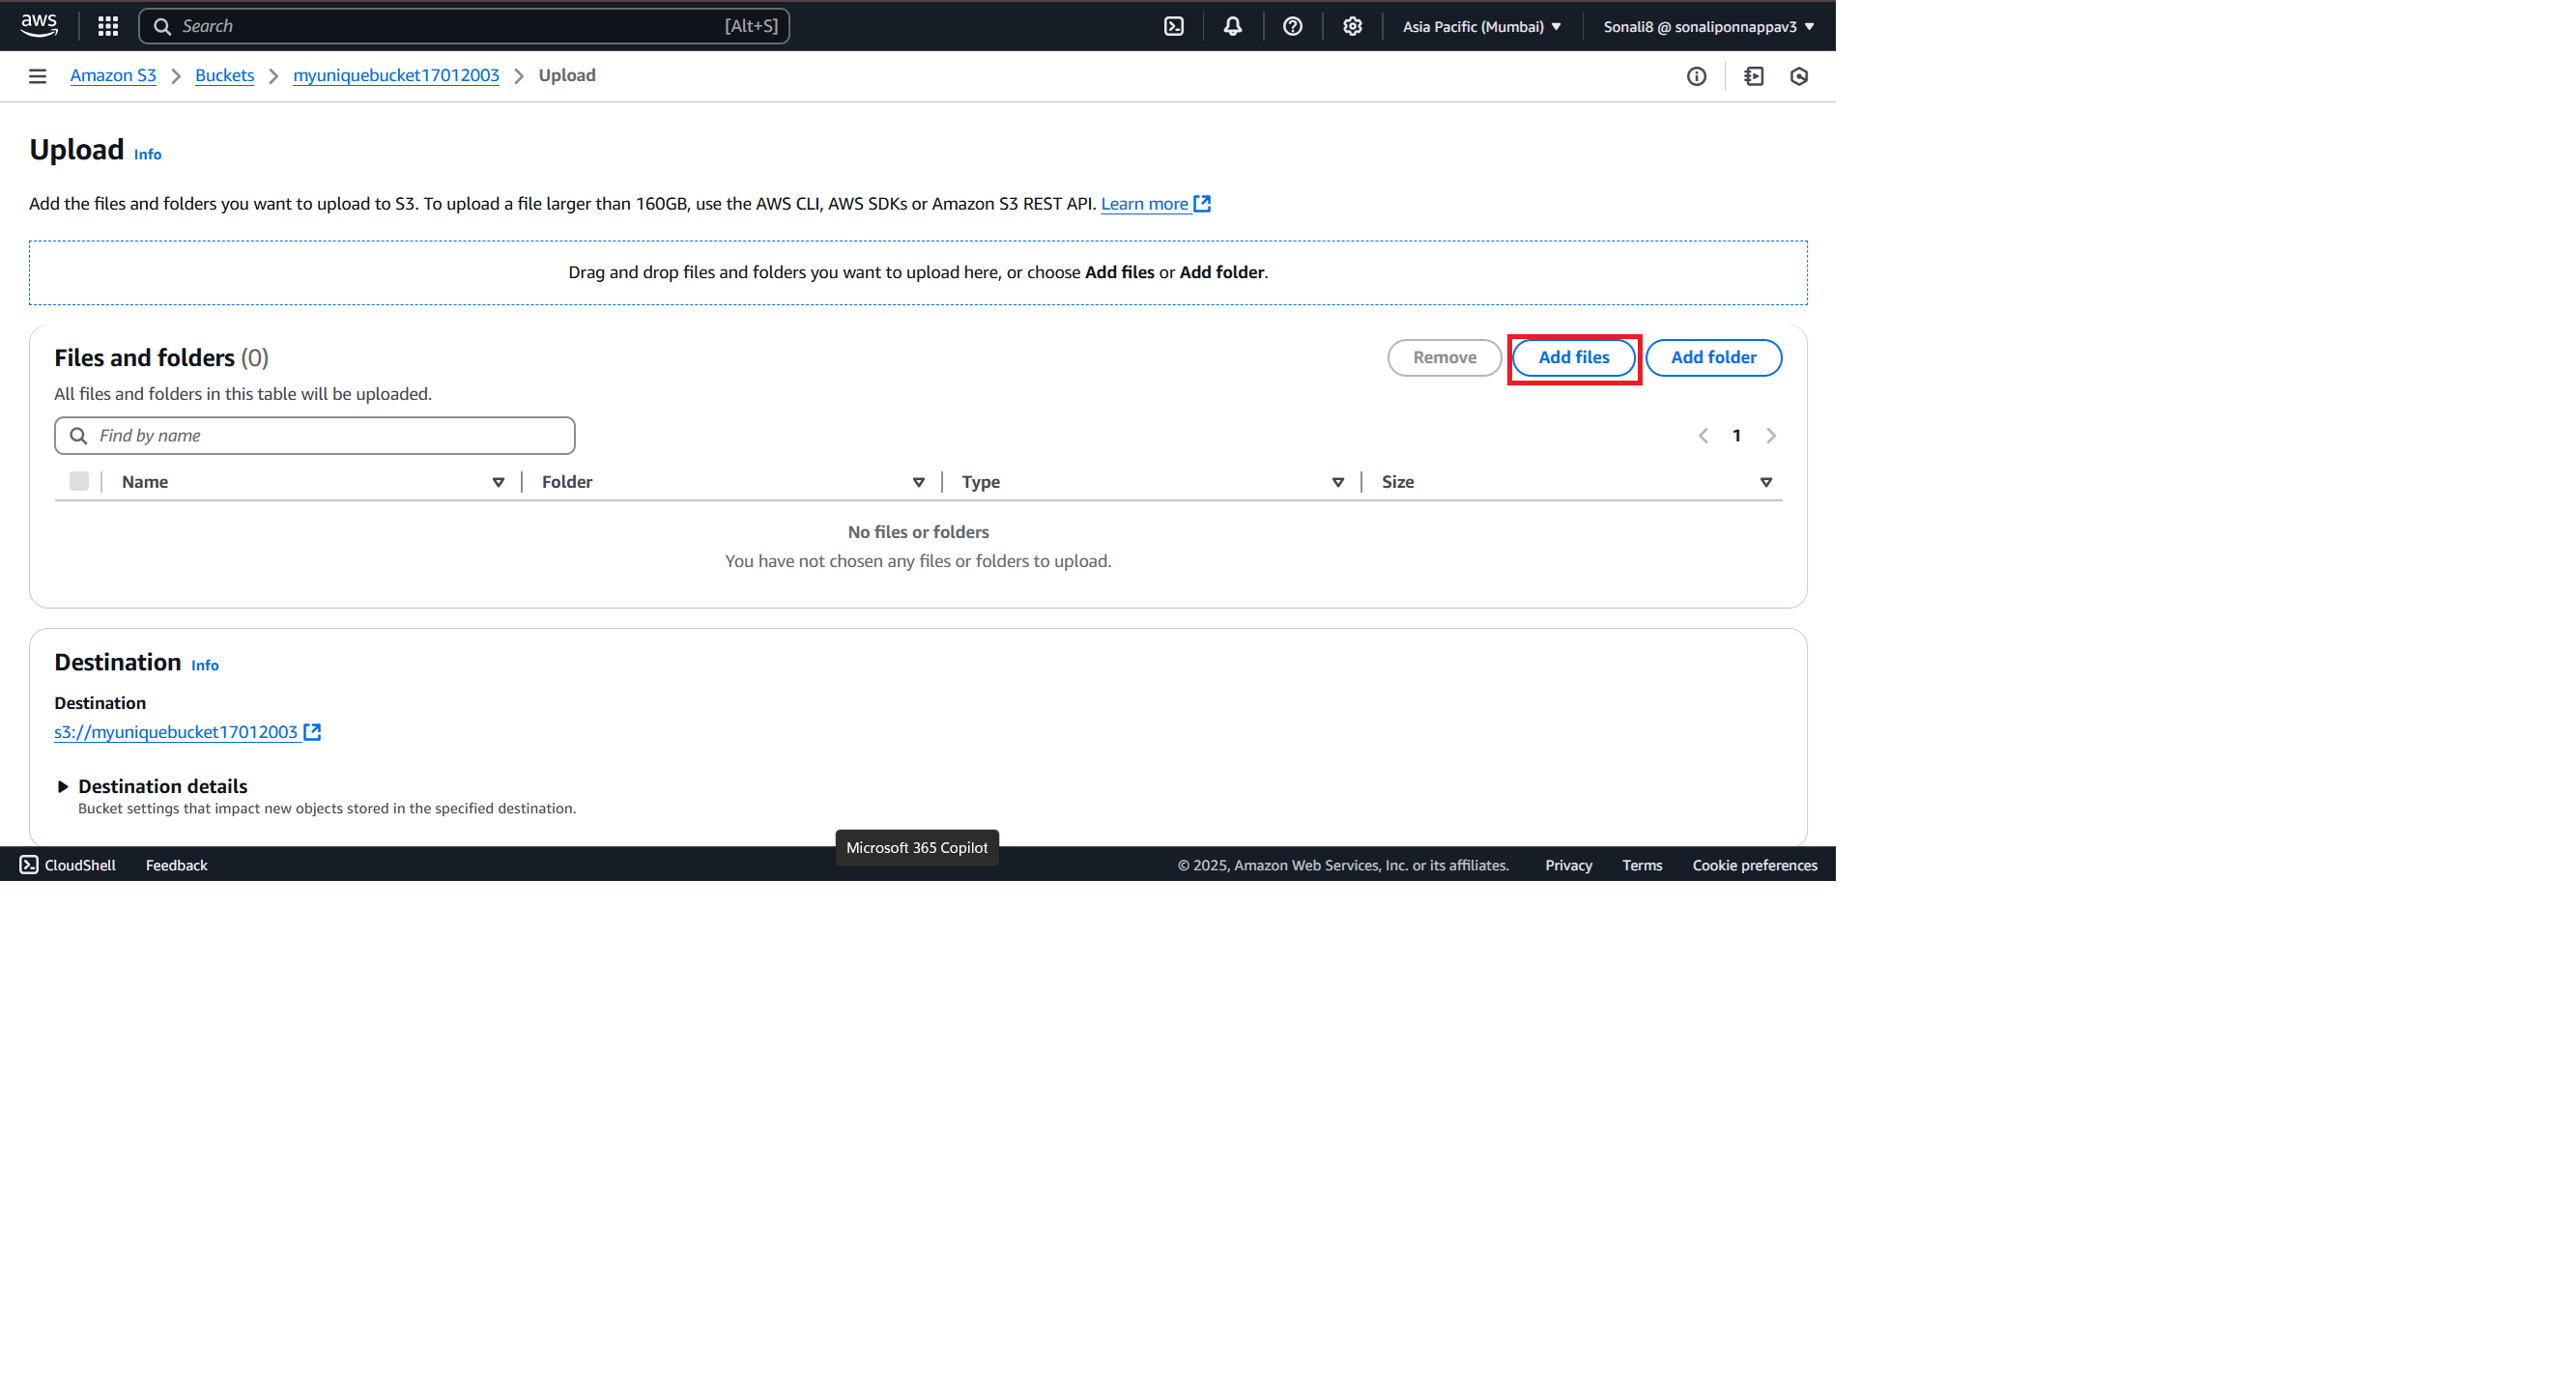 aws
Search [Alt+S]
Asia Pacific (Mumbai)
Sonali8 @ sonaliponnappav3
Amazon S3 > Buckets > myuniquebucket17012003 > Upload
Upload Info
Add the files and folders you want to upload to S3. To upload a file larger than 160GB, use the AWS CLI, AWS SDKs or Amazon S3 REST API. Learn more
Drag and drop files and folders you want to upload here, or choose Add files or Add folder.
Files and folders (0)
Remove Add files Add folder
All files and folders in this table will be uploaded.
Find by name
1
Name Folder Type Size
No files or folders
You have not chosen any files or folders to upload.
Destination Info
Destination
s3://myuniquebucket17012003
Destination details
Bucket settings that impact new objects stored in the specified destination.
Microsoft 365 Copilot
CloudShell Feedback © 2025, Amazon Web Services, Inc. or its affiliates. Privacy Terms Cookie preferences